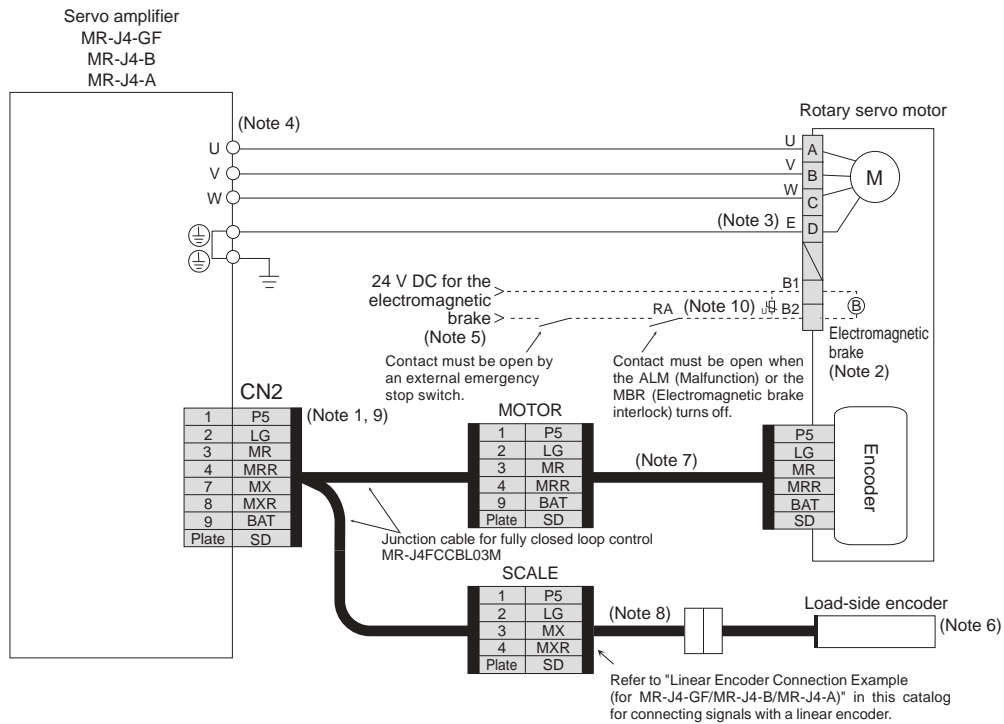 Servo amplifier
MR-J4-GF
MR-J4-B
MR-J4-A
Rotary servo motor
(Note 4)
U
V
W
U
V
W
(Note 3) E
A
B
C
D
M
24 V DC for the
electromagnetic
brake
(Note 5)
RA
(Note 10)
U
B1
B2
B
Electromagnetic
brake
(Note 2)
Contact must be open by
an external emergency
stop switch.
Contact must be open when
the ALM (Malfunction) or the
MBR (Electromagnetic brake
interlock) turns off.
CN2
(Note 1, 9)
1 P5
2 LG
3 MR
4 MRR
7 MX
8 MXR
9 BAT
Plate SD
MOTOR
1 P5
2 LG
3 MR
4 MRR
9 BAT
Plate SD
(Note 7)
P5
LG
MR
MRR
BAT
SD
Encoder
Junction cable for fully closed loop control
MR-J4FCCBL03M
SCALE
1 P5
2 LG
3 MX
4 MXR
Plate SD
(Note 8)
Load-side encoder
(Note 6)
Refer to "Linear Encoder Connection Example
(for MR-J4-GF/MR-J4-B/MR-J4-A)" in this catalog
for connecting signals with a linear encoder.